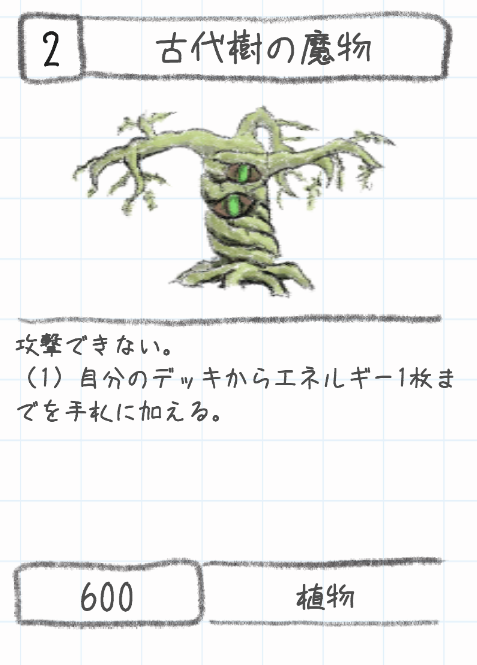 2
古代樹の魔物
攻撃できない。
（1）自分のデッキからエネルギー1枚ま
でを手札に加える。
600
植物